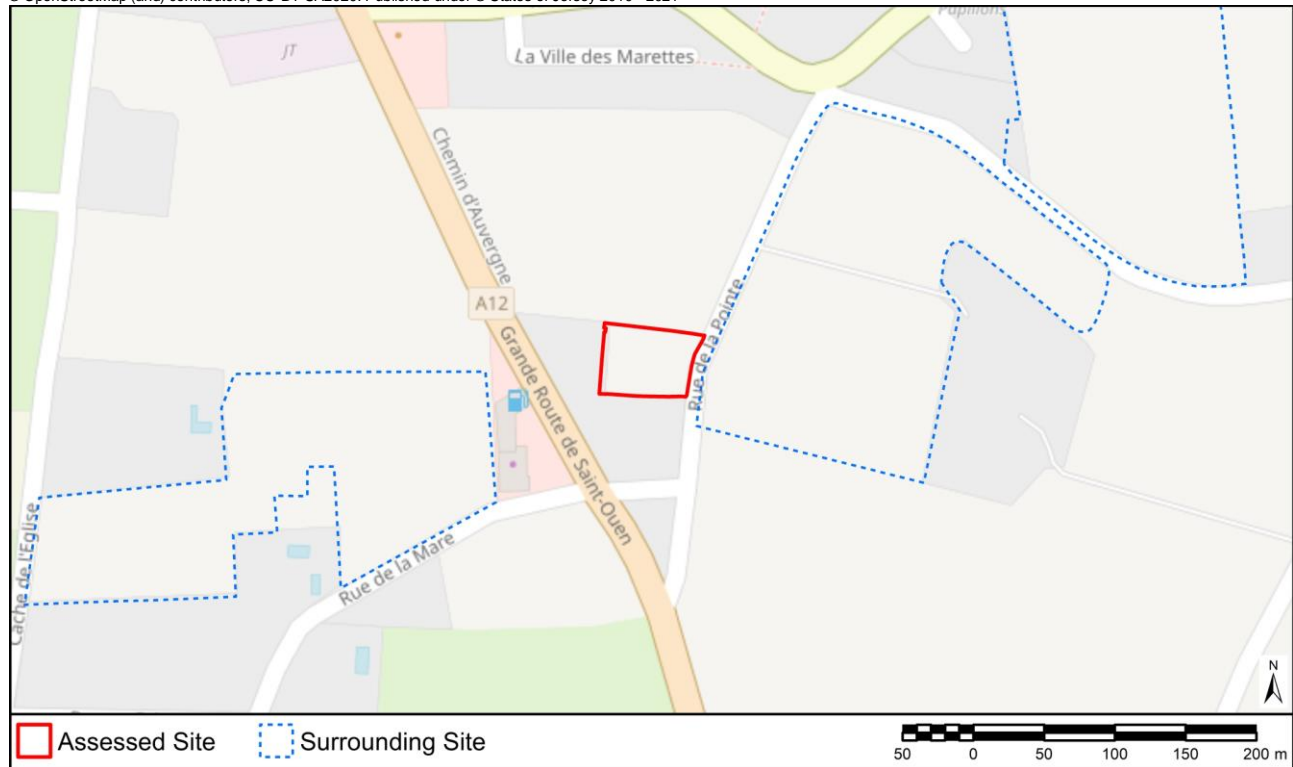 Papillons
JT
La Ville des Marettes
Chemin d'Auvergne
A12
Grande Route de Saint-Ouen
Rue de la Pointe
Cache de l'Eglise
Rue de la Mare
N
Assessed Site
Surrounding Site
50 0 50 100 150 200 m